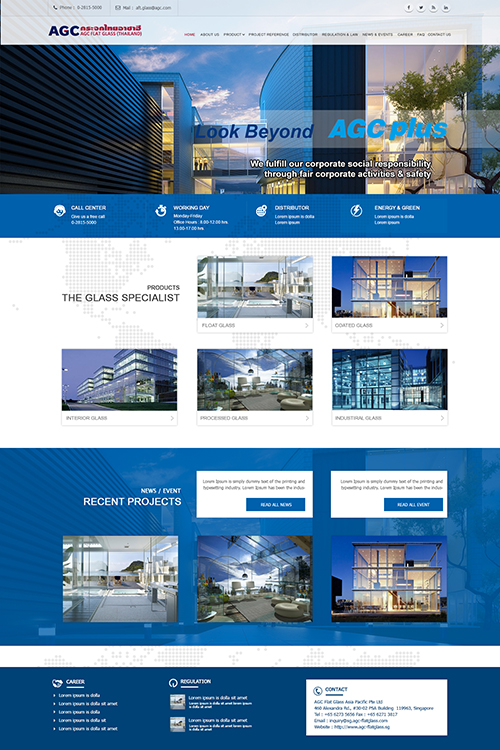 Phone : 0-2815-5000
Mail : aft.glass@agc.com
AGC กระจกไทยอาซาฮี
AGC FLAT GLASS (THAILAND)
HOME ABOUT US PRODUCT PROJECT REFERENCE DISTRIBUTOR REGULATION & LAW NEWS & EVENTS CAREER FAQ CONTACT US
Look Beyond AGC plus
We fulfill our corporate social responsibility
through fair corporate activities & safety
CALL CENTER
Give us a free call
0-2815-5000
WORKING DAY
Monday-Friday
Office Hours : 8.00-12.00 hrs.
13.00-17.00 hrs
DISTRIBUTOR
Lorem ipsum is dolla
Lorem ipsum
ENERGY & GREEN
Lorem ipsum is dolla
Lorem ipsum
PRODUCTS
THE GLASS SPECIALIST
FLOAT GLASS
COATED GLASS
INTERIOR GLASS
PROCESSED GLASS
INDUSTIRAL GLASS
NEWS / EVENT
RECENT PROJECTS
Lorem Ipsum is simply dummy text of the printing and
typesetting industry. Lorem Ipsum has been the indus-
READ ALL NEWS
Lorem Ipsum is simply dummy text of the printing and
typesetting industry. Lorem Ipsum has been the indus-
READ ALL EVENT
CAREER
Lorem ipsum is dolla
Lorem ipsum is dolla sit amet
Lorem ipsum is dolla
Lorem ipsum is dolla sit amet
Lorem ipsum is dolla
REGULATION
Lorem ipsum is dolla sit amet
Lorem ipsum is dolla sit amet
Lorem ipsum
Lorem ipsum is dolla sit amet
Lorem ipsum is dolla sit amet
Lorem ipsum
CONTACT
AGC Flat Glass Asia Pacific Pte Ltd
460 Alexandra Rd., #30-02 PSA Building 119963, Singapore
Tel : +65 6273 5656 Fax : +65 6271 3817
Email : inquiry@sg.agc-flatglass.com
Website : http://www.agc-flatglass.sg